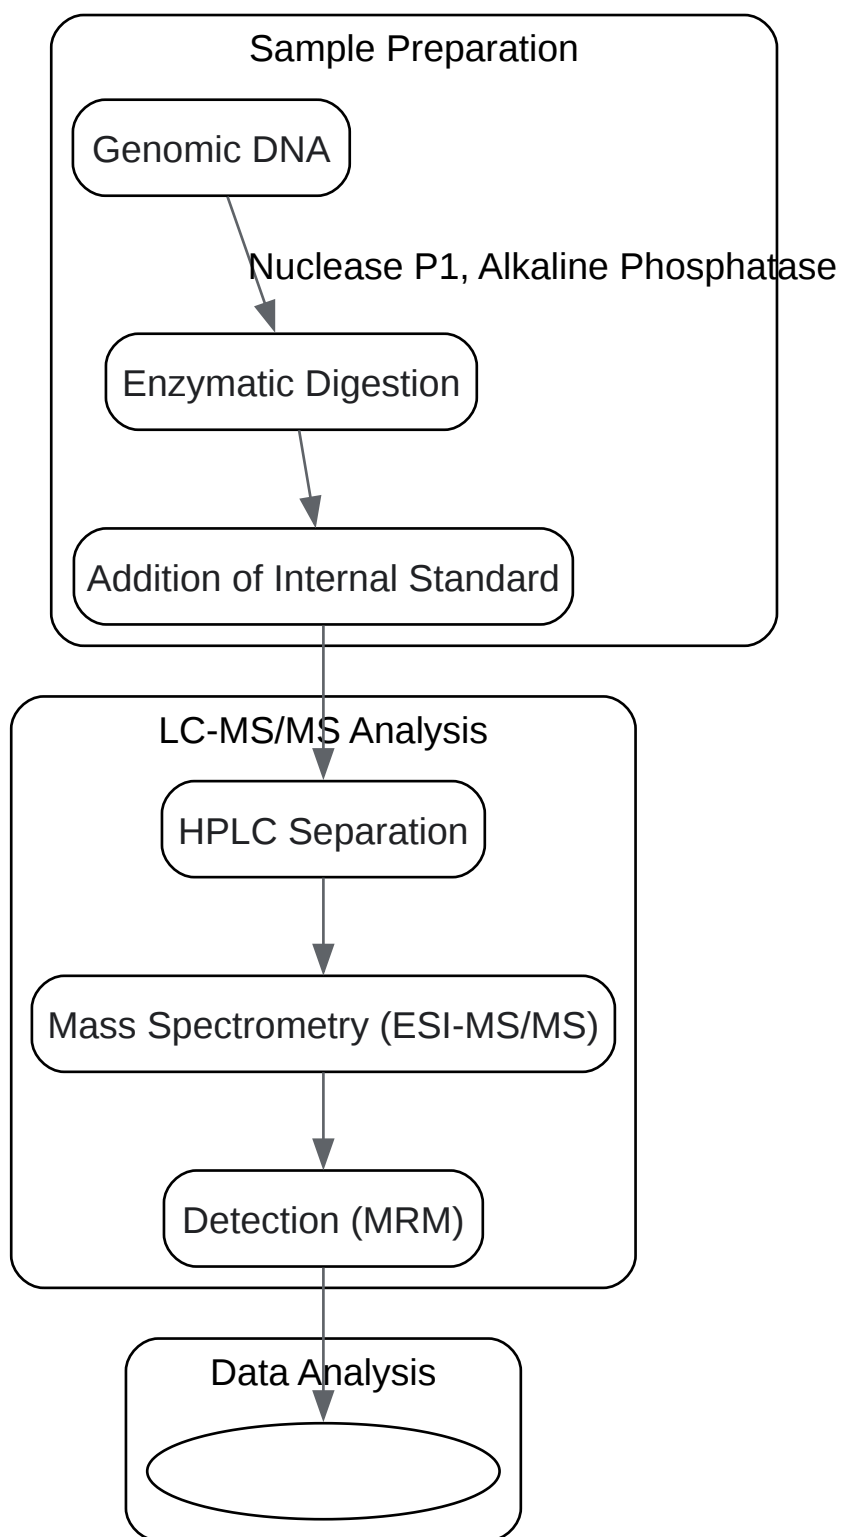 Sample Preparation
Genomic DNA
Nuclease P1, Alkaline Phosphatase
Enzymatic Digestion
Addition of Internal Standard
LC-MS/MS Analysis
HPLC Separation
Mass Spectrometry (ESI-MS/MS)
Detection (MRM)
Data Analysis